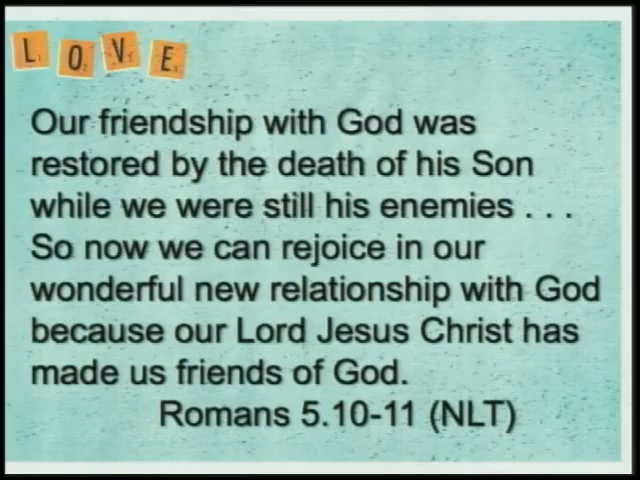 LOVE
Our friendship with God was
restored by the death of his Son
while we were still his enemies . . .
So now we can rejoice in our
wonderful new relationship with God
because our Lord Jesus Christ has
made us friends of God.
Romans 5.10-11 (NLT)